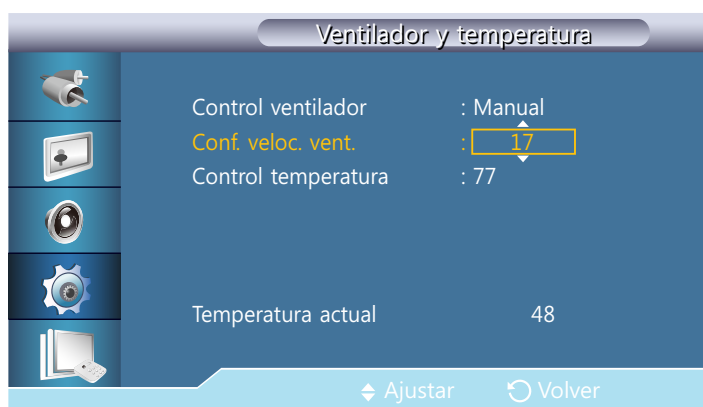 Ventilador y temperatura
Control ventilador : Manual
Conf. veloc. vent. : 17
Control temperatura : 77
Temperatura actual 48
Ajustar Volver